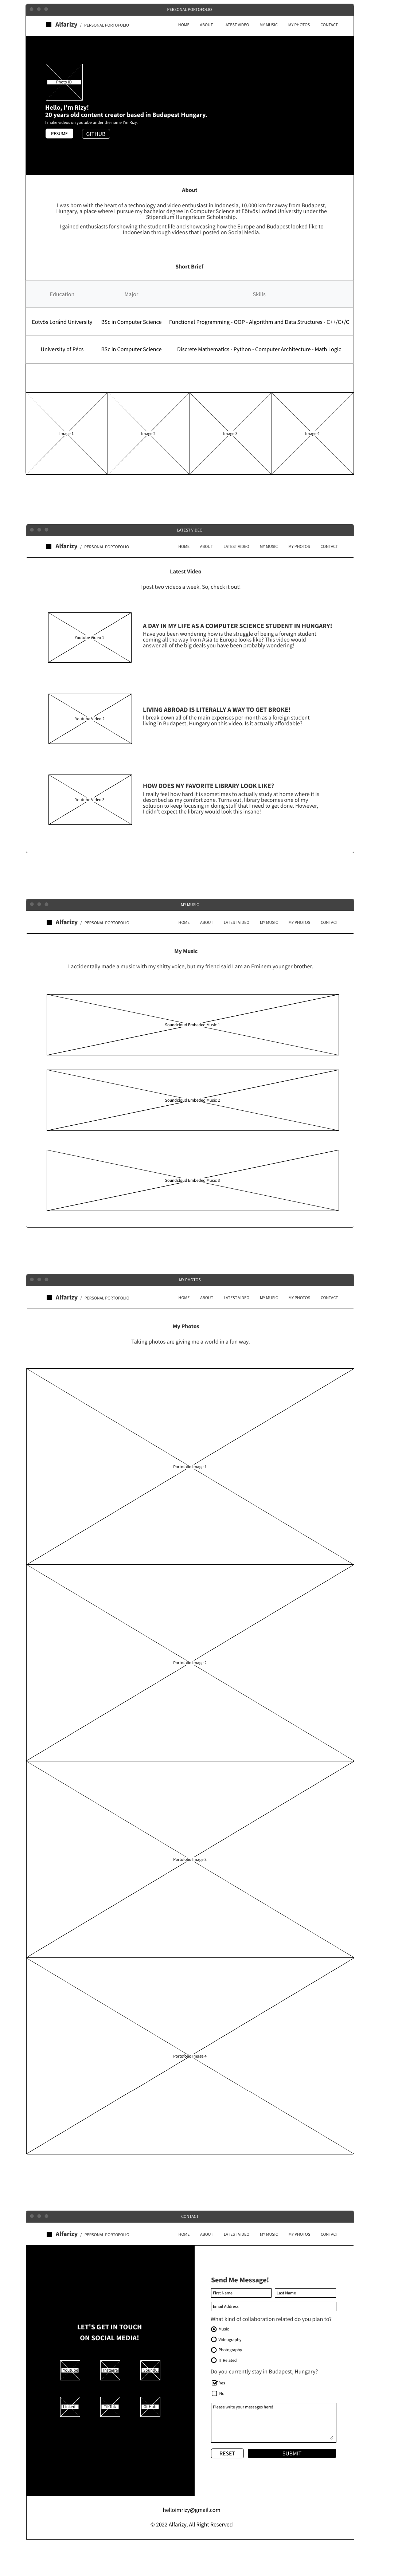 PERSONAL PORTOFOLIO
Alfarizy / PERSONAL PORTOFOLIO
HOME ABOUT LATEST VIDEO MY MUSIC MY PHOTOS CONTACT
Photo ID
Hello, I'm Rizy!
20 years old content creator based in Budapest Hungary.
I make videos on youtube under the name I'm Rizy.
RESUME GITHUB
About
I was born with the heart of a technology and video enthusiast in Indonesia, 10.000 km far away from Budapest,
Hungary, a place where I pursue my bachelor degree in Computer Science at Eötvös Loránd University under the
Stipendium Hungaricum Scholarship.
I gained enthusiasts for showing the student life and showcasing how the Europe and Budapest looked like to
Indonesian through videos that I posted on Social Media.
Short Brief
Education Major Skills
Eötvös Loránd University BSc in Computer Science Functional Programming - OOP - Algorithm and Data Structures - C++/C+/C
University of Pécs BSc in Computer Science Discrete Mathematics - Python - Computer Architecture - Math Logic
Image 1 Image 2 Image 3 Image 4
LATEST VIDEO
Alfarizy / PERSONAL PORTOFOLIO
HOME ABOUT LATEST VIDEO MY MUSIC MY PHOTOS CONTACT
Latest Video
I post two videos a week. So, check it out!
Youtube Video 1
A DAY IN MY LIFE AS A COMPUTER SCIENCE STUDENT IN HUNGARY!
Have you been wondering how is the struggle of being a foreign student
coming all the way from Asia to Europe looks like? This video would
answer all of the big deals you have been probably wondering!
Youtube Video 2
LIVING ABROAD IS LITERALLY A WAY TO GET BROKE!
I break down all of the main expenses per month as a foreign student
living in Budapest, Hungary on this video. Is it actually affordable?
Youtube Video 3
HOW DOES MY FAVORITE LIBRARY LOOK LIKE?
I really feel how hard it is sometimes to actually study at home where it is
described as my comfort zone. Turns out, library becomes one of my
solution to keep focusing in doing stuff that I need to get done. However,
I didn't expect the library would look this insane!
MY MUSIC
Alfarizy / PERSONAL PORTOFOLIO
HOME ABOUT LATEST VIDEO MY MUSIC MY PHOTOS CONTACT
My Music
I accidentally made a music with my shitty voice, but my friend said I am an Eminem younger brother.
Soundcloud Embeded Music 1
Soundcloud Embeded Music 2
Soundcloud Embeded Music 3
MY PHOTOS
Alfarizy / PERSONAL PORTOFOLIO
HOME ABOUT LATEST VIDEO MY MUSIC MY PHOTOS CONTACT
My Photos
Taking photos are giving me a world in a fun way.
Portofolio Image 1
Portofolio Image 2
Portofolio Image 3
Portofolio Image 4
CONTACT
Alfarizy / PERSONAL PORTOFOLIO
HOME ABOUT LATEST VIDEO MY MUSIC MY PHOTOS CONTACT
LET'S GET IN TOUCH
ON SOCIAL MEDIA!
Send Me Message!
First Name Last Name
Email Address
What kind of collaboration related do you plan to?
Music
Videography
Photography
IT Related
Do you currently stay in Budapest, Hungary?
Yes
No
Please write your messages here!
RESET SUBMIT
helloimrizy@gmail.com
© 2022 Alfarizy, All Right Reserved